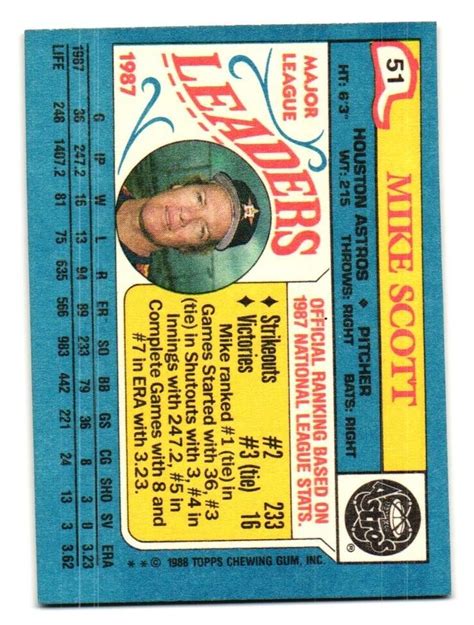 51
MIKE SCOTT
HOUSTON ASTROS ◆ PITCHER
HT: 6'3" WT: 215 THROWS: RIGHT BATS: RIGHT
MAJOR LEAGUE
LEADERS
1987
Astros ®
OFFICIAL RANKING BASED ON
1987 NATIONAL LEAGUE STATS.
◆ Strikeouts #2 233
◆ Victories #3 (tie) 16
Mike ranked #1 (tie) in
Games Started with 36, #3
(tie) in Shutouts with 3, #4 in
Innings with 247.2, #5 in
Complete Games with 8 and
#7 in ERA with 3.23.
G IP W L R ER SO BB GS CG SHO SV ERA
1987 36 247.2 16 13 94 89 233 79 36 8 3 0 3.23
LIFE 246 1407.2 81 75 635 566 983 442 221 24 13 3 3.62
**© 1988 TOPPS CHEWING GUM, INC.